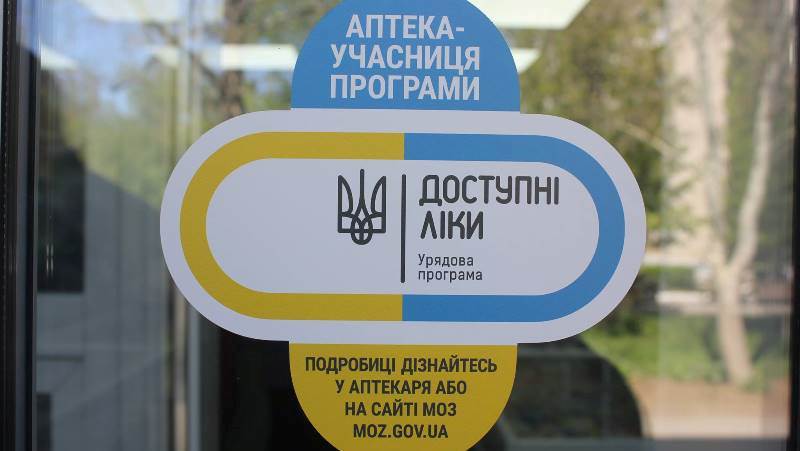 АПТЕКА-
УЧАСНИЦЯ
ПРОГРАМИ
ДОСТУПНІ
ЛІКИ
Урядова
програма
ПОДРОБИЦІ ДІЗНАЙТЕСЬ
У АПТЕКАРЯ АБО
НА САЙТІ МОЗ
MOZ.GOV.UA